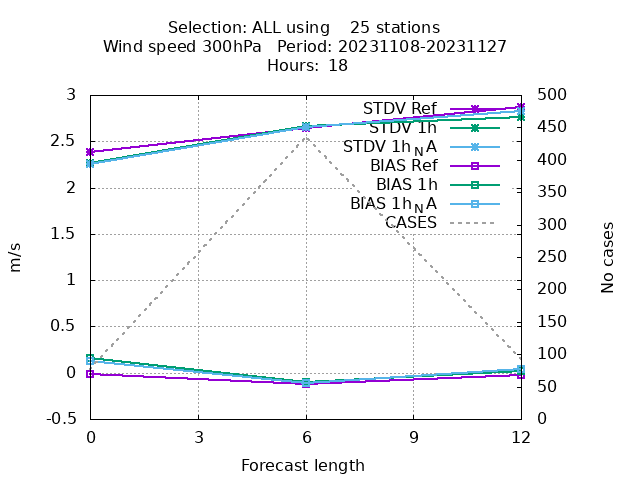 Selection: ALL using    25 stations
Wind speed 300hPa   Period: 20231108-20231127
Hours:  18
3
2.5
2
1.5
1
0.5
0
-0.5
m/s
0
3
6
9
12
Forecast length
500
450
400
350
300
250
200
150
100
50
0
No cases
STDV Ref
STDV 1h
STDV 1hNA
BIAS Ref
BIAS 1h
BIAS 1hNA
CASES